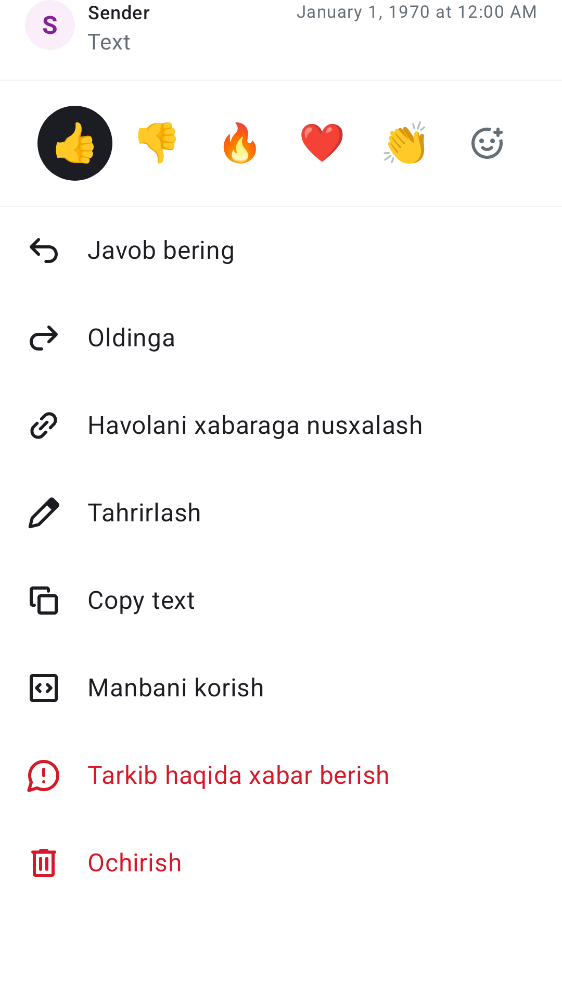 S
Sender
January 1, 1970 at 12:00 AM
Text
Javob bering
Oldinga
Havolani xabaraga nusxalash
Tahrirlash
Copy text
Manbani korish
Tarkib haqida xabar berish
Ochirish